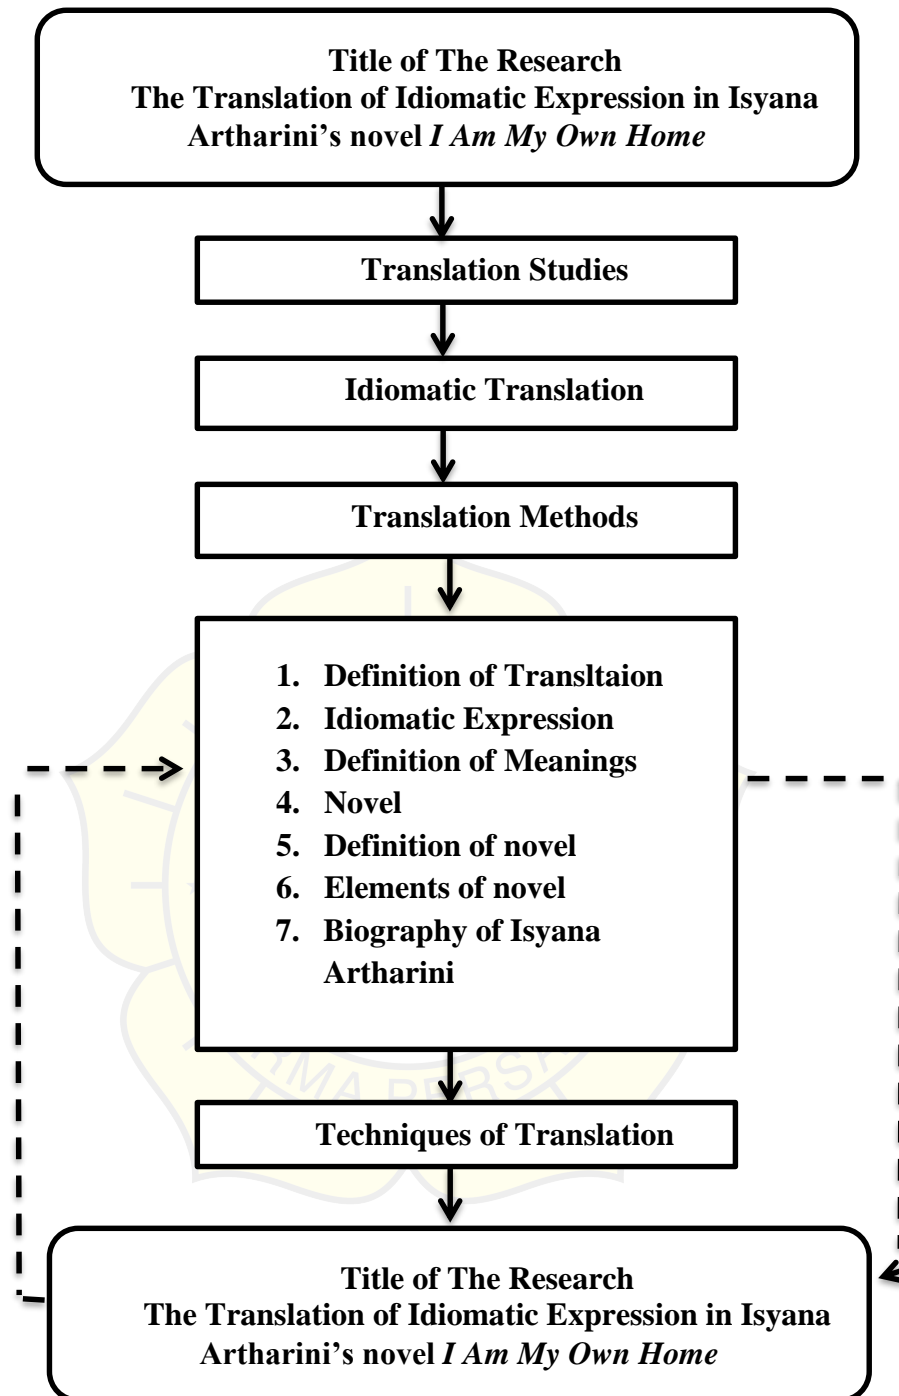 Title of The Research
The Translation of Idiomatic Expression in Isyana
Artharini’s novel I Am My Own Home
Translation Studies
Idiomatic Translation
Translation Methods
1. Definition of Transltaion
2. Idiomatic Expression
3. Definition of Meanings
4. Novel
5. Definition of novel
6. Elements of novel
7. Biography of Isyana
Artharini
RMA PERS
Techniques of Translation
Title of The Research
The Translation of Idiomatic Expression in Isyana
Artharini’s novel I Am My Own Home